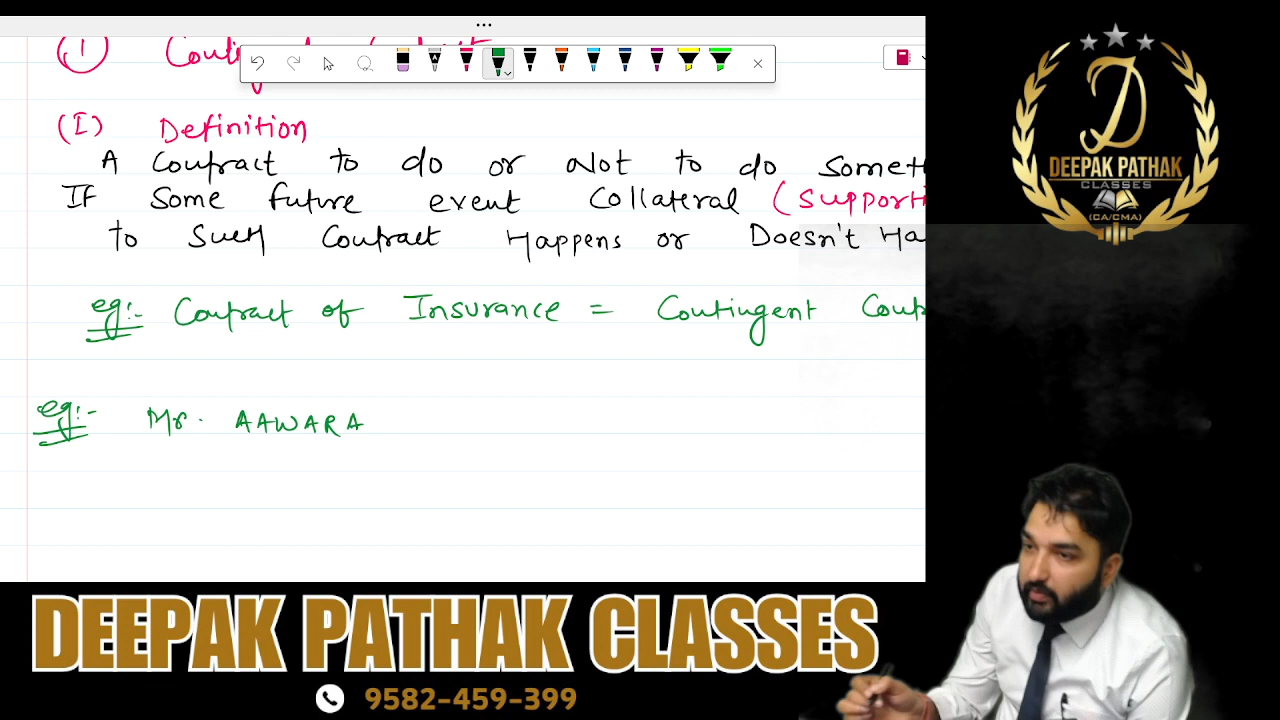 (1)
(I) Definition
A Contract to do or Not to do Someth
If Some future event Collateral (Supporti
to Such Contract Happens or Doesn't Ha
eg:- Contract of Insurance = Contingent Contr
eg:- Mr. AAWARA
D
DEEPAK PATHAK
CLASSES
(CA/CMA)
DEEPAK PATHAK CLASSES
9582-459-399